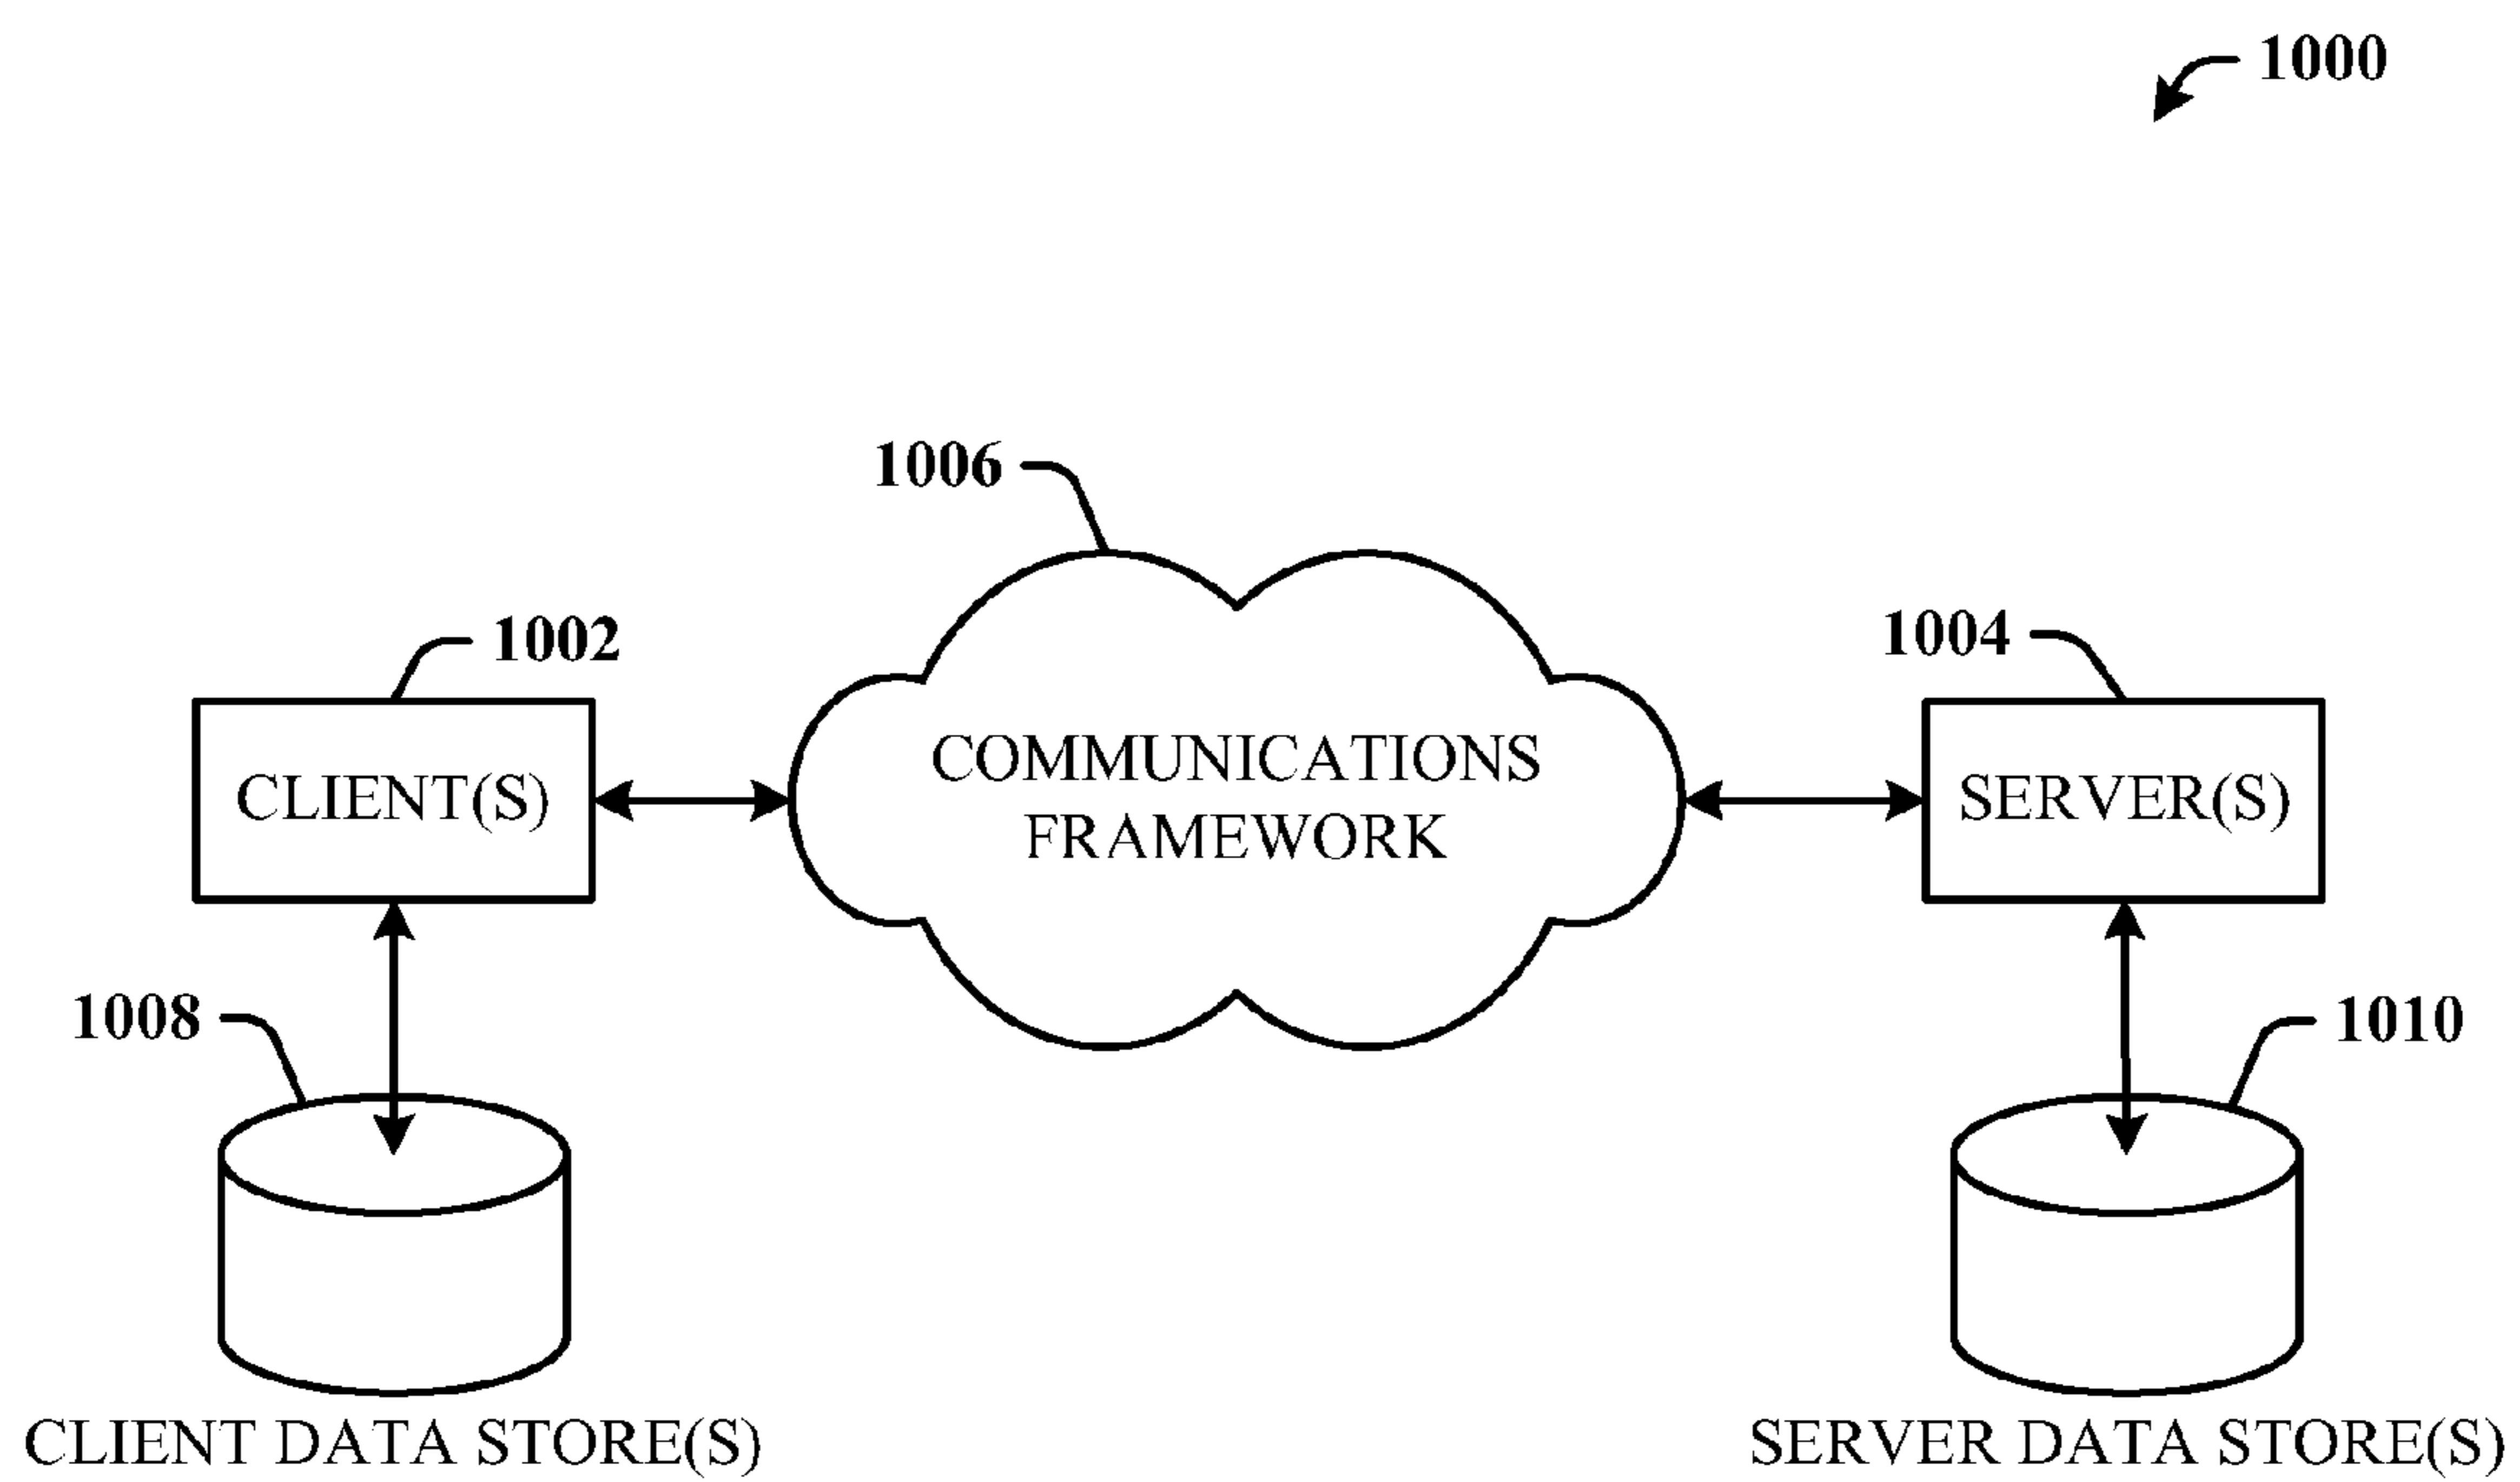 1000
1006
1002
1004
CLIENT(S)
COMMUNICATIONS
FRAMEWORK
SERVER(S)
1008
1010
CLIENT DATA STORE(S)
SERVER DATA STORE(S)